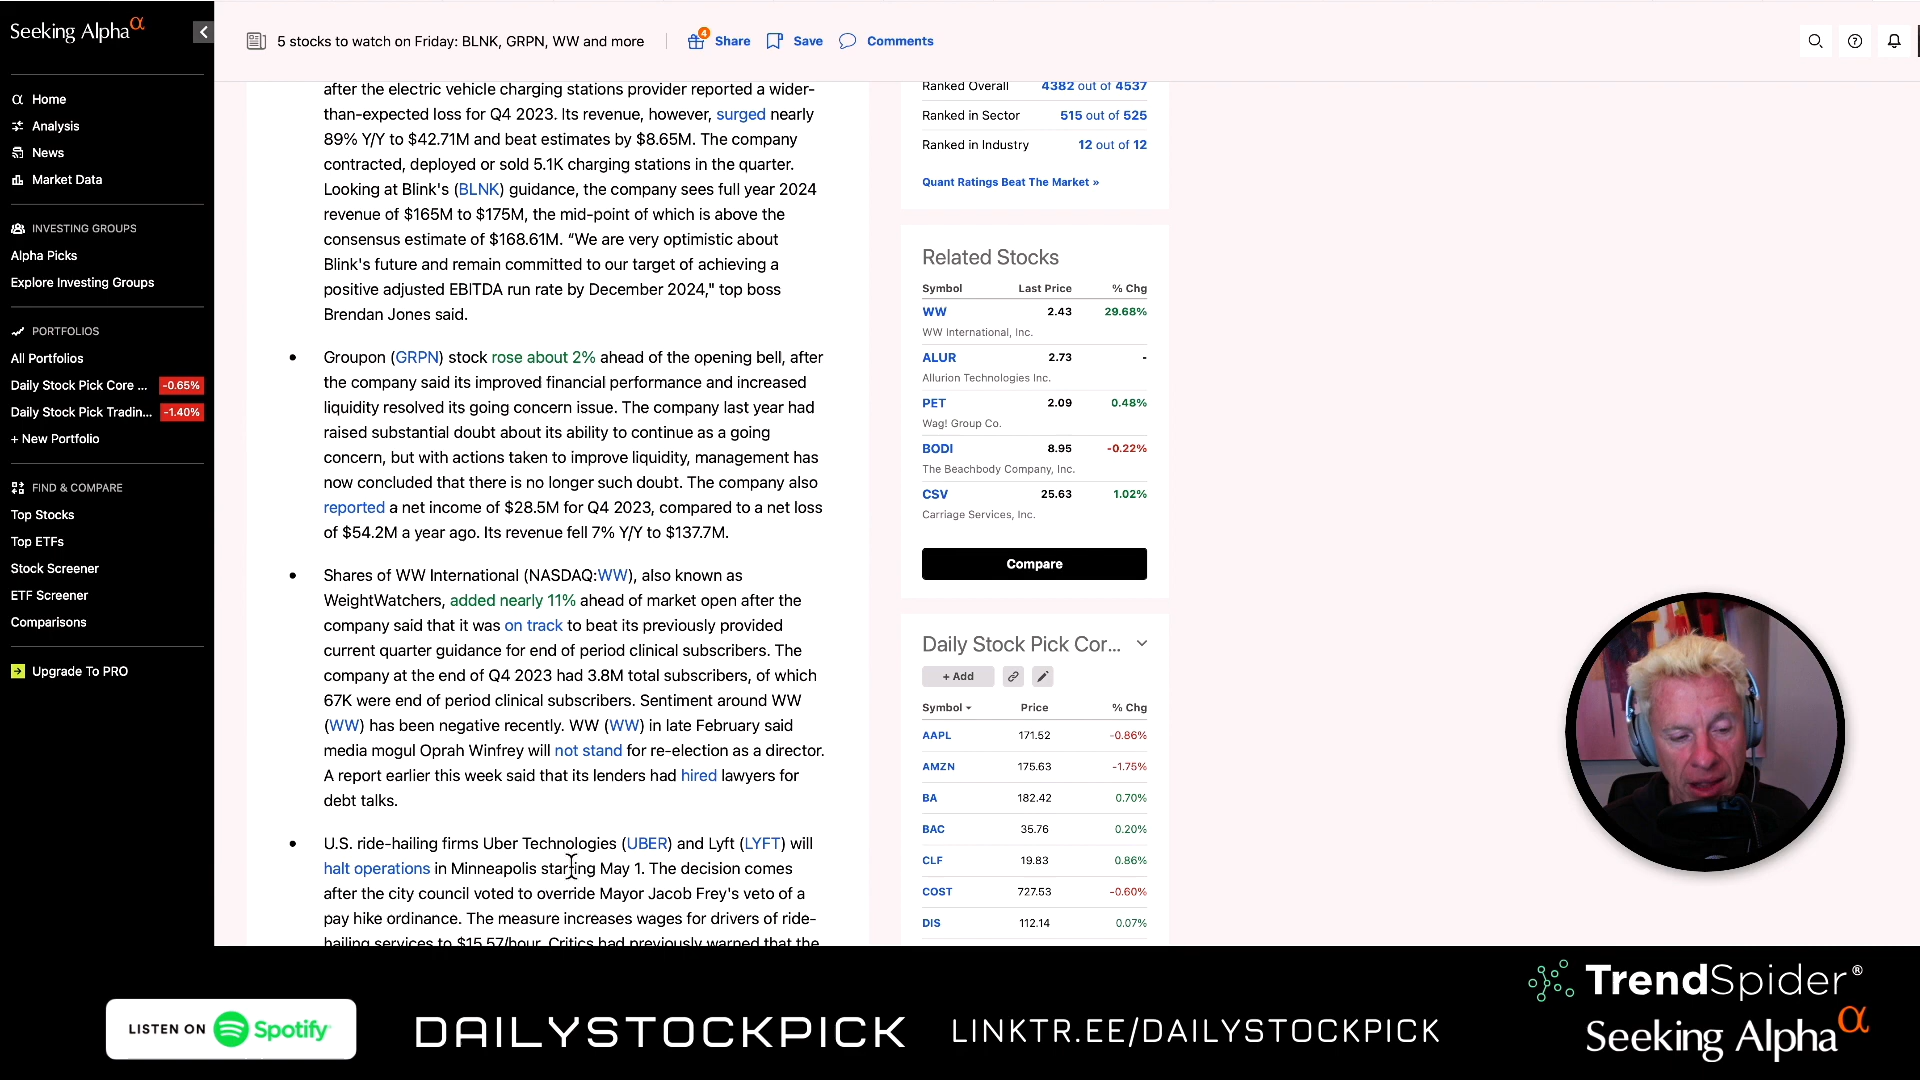 Seeking Alpha α
5 stocks to watch on Friday: BLNK, GRPN, WW and more
4
Share
Save
Comments
Home
Analysis
News
Market Data
INVESTING GROUPS
Alpha Picks
Explore Investing Groups
PORTFOLIOS
All Portfolios
Daily Stock Pick Core ... -0.65%
Daily Stock Pick Tradin... -1.40%
+ New Portfolio
FIND & COMPARE
Top Stocks
Top ETFs
Stock Screener
ETF Screener
Comparisons
Upgrade To PRO
after the electric vehicle charging stations provider reported a wider-
than-expected loss for Q4 2023. Its revenue, however, surged nearly
89% Y/Y to $42.71M and beat estimates by $8.65M. The company
contracted, deployed or sold 5.1K charging stations in the quarter.
Looking at Blink's (BLNK) guidance, the company sees full year 2024
revenue of $165M to $175M, the mid-point of which is above the
consensus estimate of $168.61M. “We are very optimistic about
Blink's future and remain committed to our target of achieving a
positive adjusted EBITDA run rate by December 2024," top boss
Brendan Jones said.
• Groupon (GRPN) stock rose about 2% ahead of the opening bell, after
the company said its improved financial performance and increased
liquidity resolved its going concern issue. The company last year had
raised substantial doubt about its ability to continue as a going
concern, but with actions taken to improve liquidity, management has
now concluded that there is no longer such doubt. The company also
reported a net income of $28.5M for Q4 2023, compared to a net loss
of $54.2M a year ago. Its revenue fell 7% Y/Y to $137.7M.
• Shares of WW International (NASDAQ:WW), also known as
WeightWatchers, added nearly 11% ahead of market open after the
company said that it was on track to beat its previously provided
current quarter guidance for end of period clinical subscribers. The
company at the end of Q4 2023 had 3.8M total subscribers, of which
67K were end of period clinical subscribers. Sentiment around WW
(WW) has been negative recently. WW (WW) in late February said
media mogul Oprah Winfrey will not stand for re-election as a director.
A report earlier this week said that its lenders had hired lawyers for
debt talks.
• U.S. ride-hailing firms Uber Technologies (UBER) and Lyft (LYFT) will
halt operations in Minneapolis starting May 1. The decision comes
after the city council voted to override Mayor Jacob Frey's veto of a
pay hike ordinance. The measure increases wages for drivers of ride-
hailing services to $15.57/hour. Critics had previously warned that the
Ranked Overall 4382 out of 4537
Ranked in Sector 515 out of 525
Ranked in Industry 12 out of 12
Quant Ratings Beat The Market »
Related Stocks
Symbol Last Price % Chg
WW 2.43 29.68%
WW International, Inc.
ALUR 2.73 -
Allurion Technologies Inc.
PET 2.09 0.48%
Wag! Group Co.
BODI 8.95 -0.22%
The Beachbody Company, Inc.
CSV 25.63 1.02%
Carriage Services, Inc.
Compare
Daily Stock Pick Cor...
+ Add
Symbol Price % Chg
AAPL 171.52 -0.86%
AMZN 175.63 -1.75%
BA 182.42 0.70%
BAC 35.76 0.20%
CLF 19.83 0.86%
COST 727.53 -0.60%
DIS 112.14 0.07%
LISTEN ON Spotify
DAILYSTOCKPICK
LINKTR.EE/DAILYSTOCKPICK
TrendSpider®
Seeking Alpha α